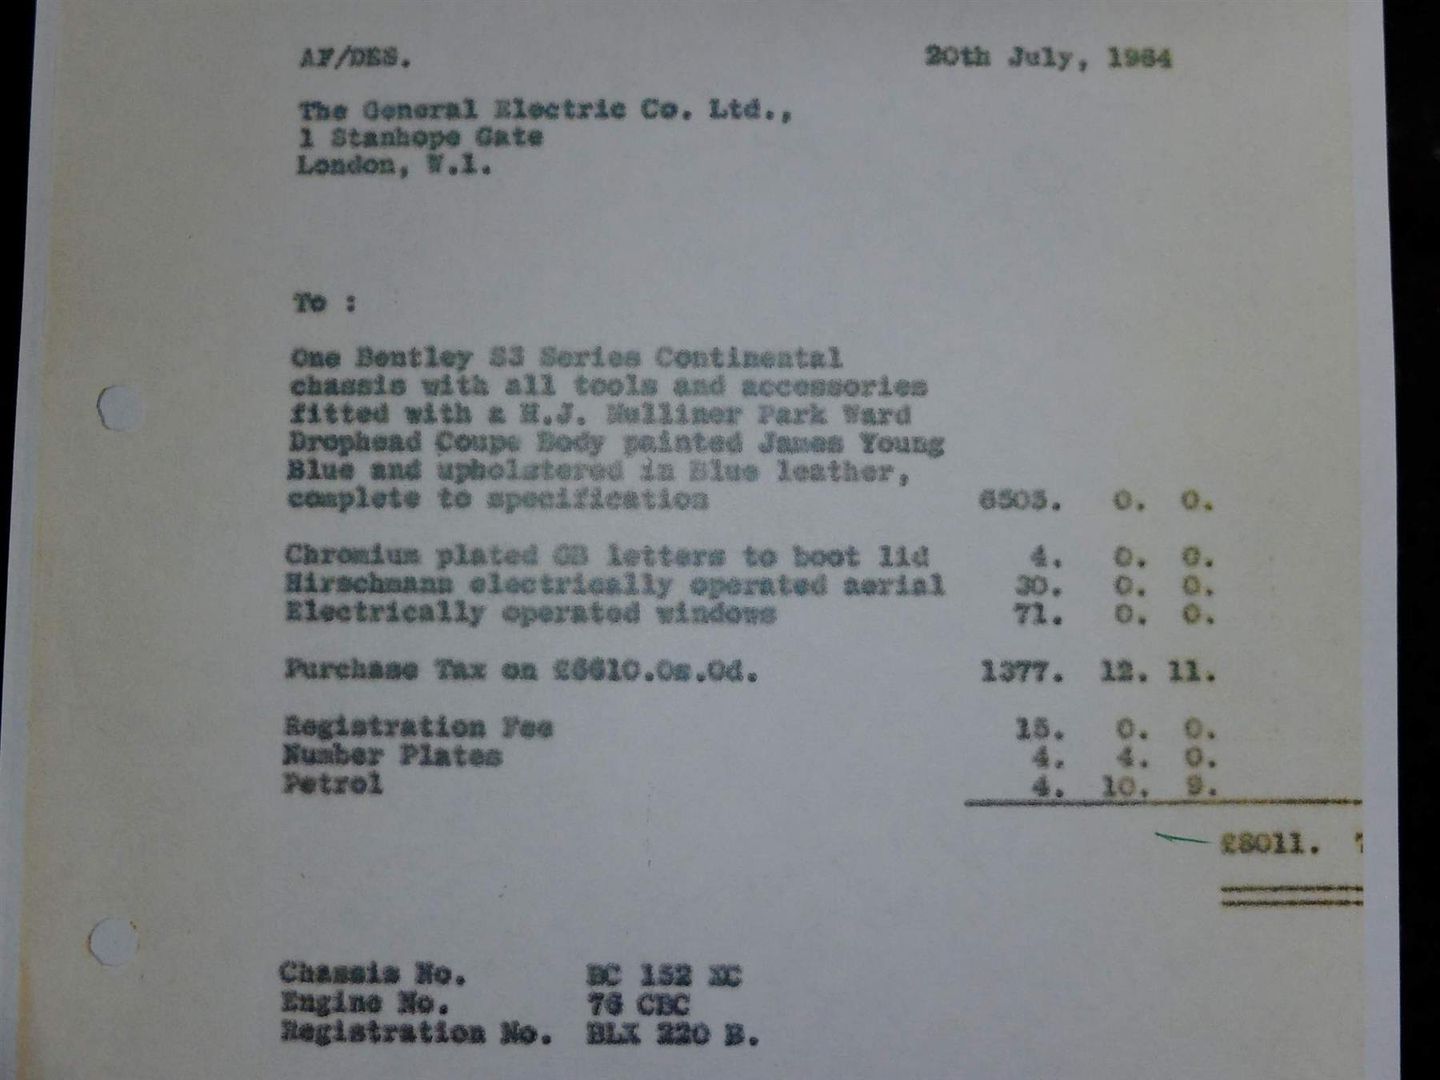 AF/DES. 20th July, 1964
The General Electric Co. Ltd.,
1 Stanhope Gate
London, W.1.
To :
One Bentley S3 Series Continental
chassis with all tools and accessories
fitted with a H.J. Mulliner Park Ward
Drophead Coupe Body painted James Young
Blue and upholstered in Blue leather,
complete to specification 6505. 0. 0.
Chromium plated GB letters to boot lid 4. 0. 0.
Hirschmann electrically operated aerial 30. 0. 0.
Electrically operated windows 71. 0. 0.
Purchase Tax on £6610.0s.0d. 1377. 12. 11.
Registration Fee 15. 0. 0.
Number Plates 4. 4. 0.
Petrol 4. 10. 9.
£8011.
Chassis No. BC 152 XC
Engine No. 76 CBC
Registration No. BLX 220 B.